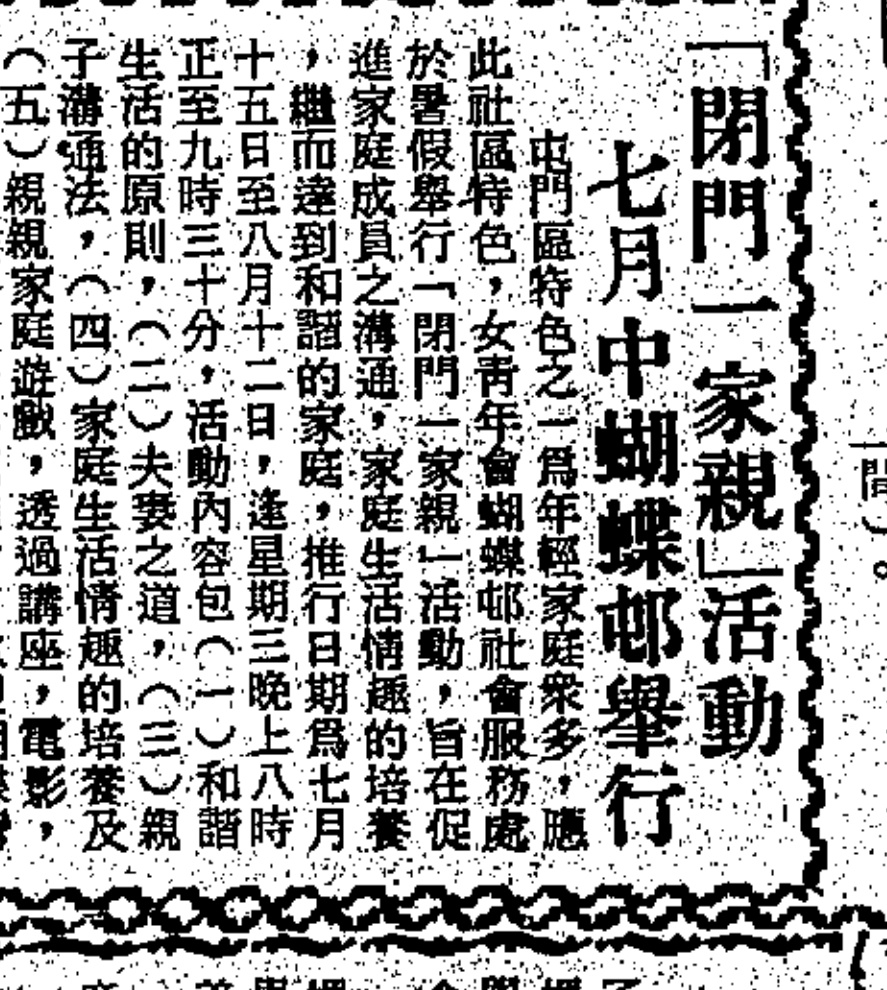 「閉門一家親」活動
七月中蝴蝶邨舉行
屯門區特色之一爲年輕家庭衆多，應
此社區特色，女靑年會蝴蝶邨社會服務處
於暑假舉行「閉門一家親」活動，旨在促
進家庭成員之溝通，家庭生活情趣的培養
，繼而達到和諧的家庭，推行日期爲七月
十五日至八月十二日，逢星期三晚上八時
正至九時三十分，活動內容包（一）和諧
生活的原則，（二）夫妻之道，（三）親
子溝通法，（四）家庭生活情趣的培養及
（五）親親家庭遊戲，透過講座，電影，
間）。